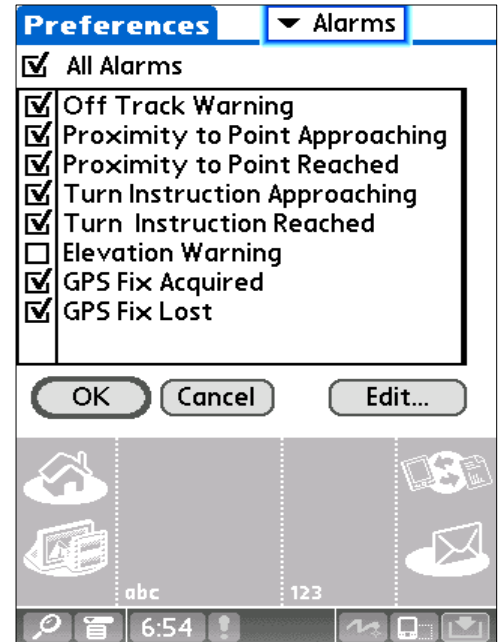 Preferences Alarms
All Alarms
Off Track Warning
Proximity to Point Approaching
Proximity to Point Reached
Turn Instruction Approaching
Turn Instruction Reached
Elevation Warning
GPS Fix Acquired
GPS Fix Lost
OK Cancel Edit...
abc 123
6:54